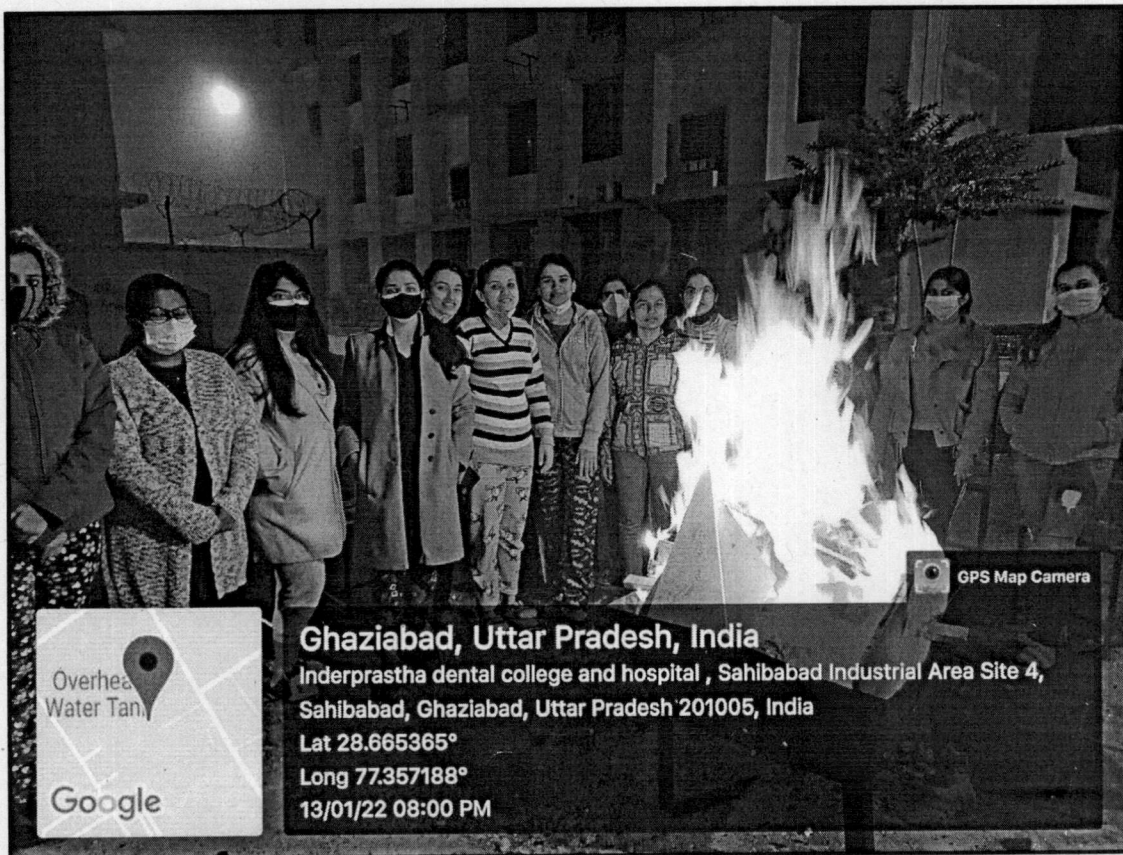 GPS Map Camera
Ghaziabad, Uttar Pradesh, India
Inderprastha dental college and hospital , Sahibabad Industrial Area Site 4,
Sahibabad, Ghaziabad, Uttar Pradesh 201005, India
Lat 28.665365°
Long 77.357188°
13/01/22 08:00 PM
Water
Google